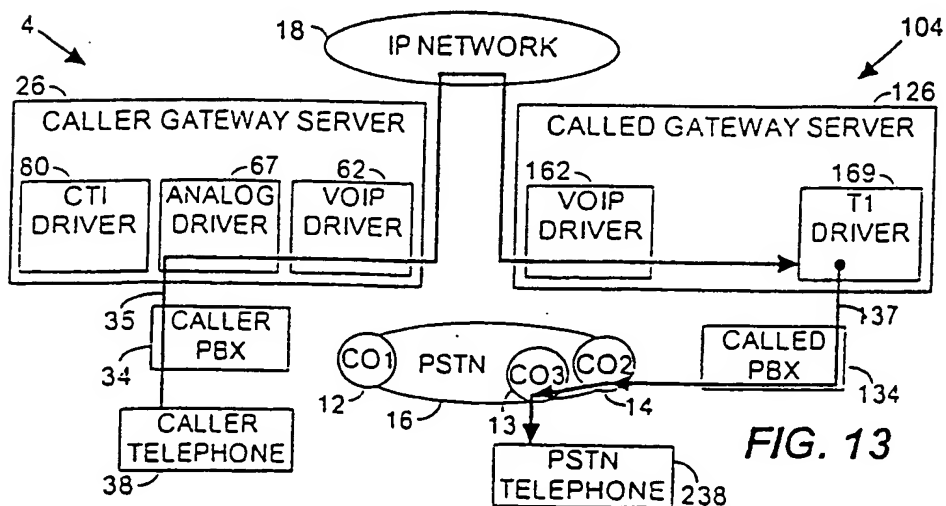 4
18
IP NETWORK
104
26
126
CALLER GATEWAY SERVER
CALLED GATEWAY SERVER
80
67
62
162
169
CTI
DRIVER
ANALOG
DRIVER
VOIP
DRIVER
VOIP
DRIVER
T1
DRIVER
35
137
CALLER
PBX
34
CO1
PSTN
CO3
CO2
CALLED
PBX
134
12
16
13
14
CALLER
TELEPHONE
38
PSTN
TELEPHONE
238
FIG. 13